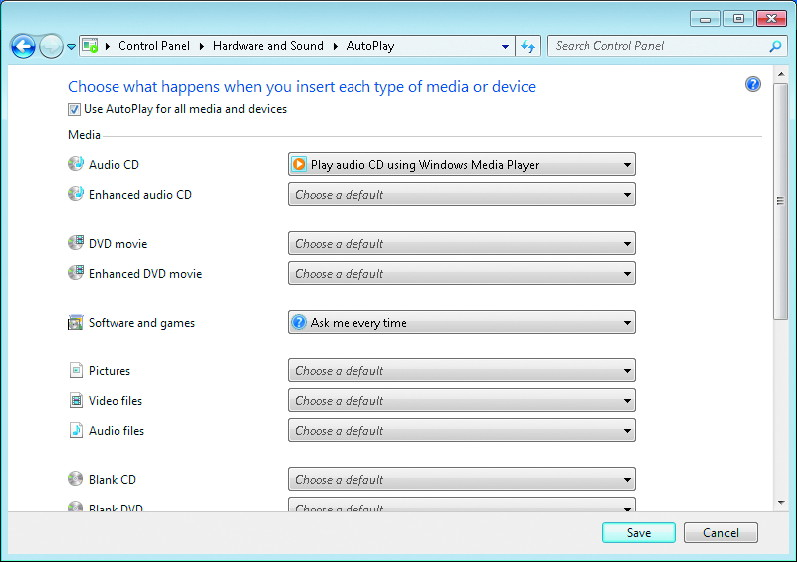 Control Panel Hardware and Sound AutoPlay Search Control Panel
Choose what happens when you insert each type of media or device
Use AutoPlay for all media and devices
Media
Audio CD Play audio CD using Windows Media Player
Enhanced audio CD Choose a default
DVD movie Choose a default
Enhanced DVD movie Choose a default
Software and games Ask me every time
Pictures Choose a default
Video files Choose a default
Audio files Choose a default
Blank CD Choose a default
Blank DVD Choose a default
Save Cancel